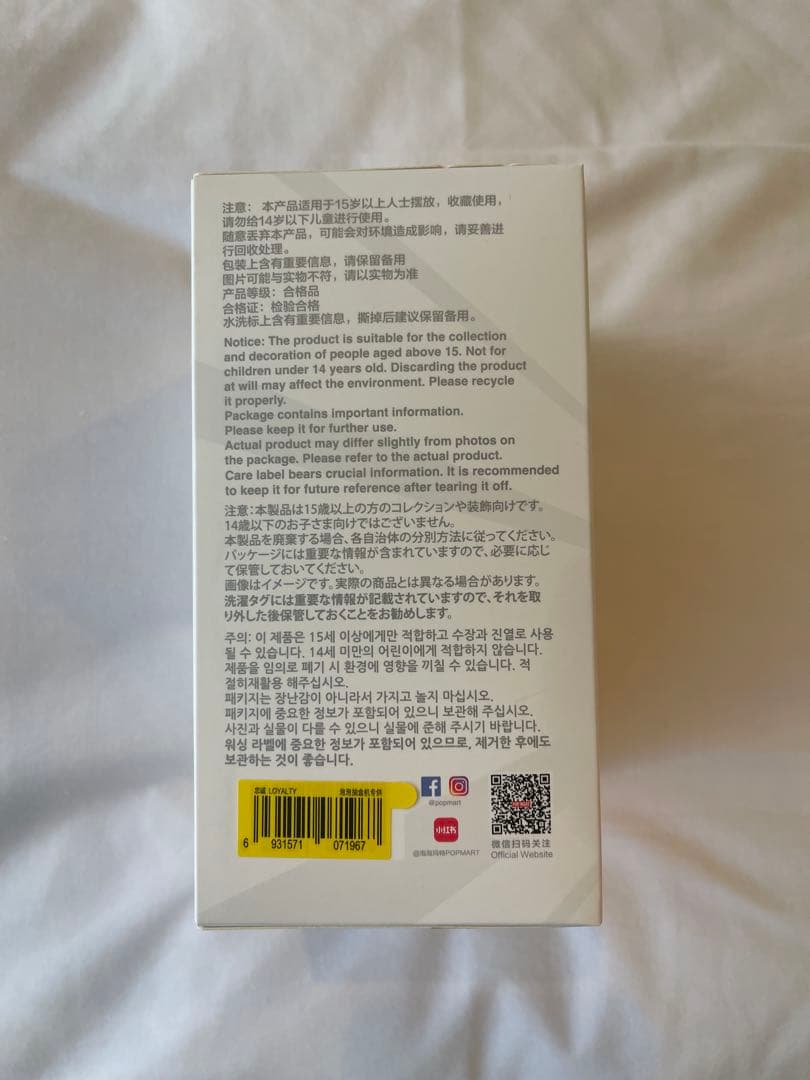 注意： 本产品适用于15岁以上人士摆放，收藏使用，
请勿给14岁以下儿童进行使用。
随意丢弃本产品，可能会对环境造成影响，请妥善进
行回收处理。
包装上含有重要信息，请保留备用
图片可能与实物不符，请以实物为准
产品等级：合格品
合格证：检验合格
水洗标上含有重要信息，撕掉后建议保留备用。
Notice: The product is suitable for the collection
and decoration of people aged above 15. Not for
children under 14 years old. Discarding the product
at will may affect the environment. Please recycle
it properly.
Package contains important information.
Please keep it for further use.
Actual product may differ slightly from photos on
the package. Please refer to the actual product.
Care label bears crucial information. It is recommended
to keep it for future reference after tearing it off.
注意:本製品は15歳以上の方のコレクションや装飾向けです。
14歳以下のお子さま向けではございません。
本製品を廃棄する場合、各自治体の分別方法に従ってください。
パッケージには重要な情報が含まれていますので、必要に応じ
て保管しておいてください。
画像はイメージです。実際の商品とは異なる場合があります。
洗濯タグには重要な情報が記載されていますので、それを取
り外した後保管しておくことをお勧めします。
주의: 이 제품은 15세 이상에게만 적합하고 수장과 진열로 사용
될 수 있습니다. 14세 미만의 어린이에게 적합하지 않습니다.
제품을 임의로 폐기 시 환경에 영향을 끼칠 수 있습니다. 적
절히재활용 해주십시오.
패키지는 장난감이 아니라서 가지고 놀지 마십시오.
패키지에 중요한 정보가 포함되어 있으니 보관해 주십시오.
사진과 실물이 다를 수 있으니 실물에 준해 주시기 바랍니다.
워싱 라벨에 중요한 정보가 포함되어 있으므로, 제거한 후에도
보관하는 것이 좋습니다.
忠诚 LOYALTY 泡泡抽盒机专供
6 931571 071967
@popmart
小红书
@泡泡玛特POPMART
POP MART
微信扫码关注
Official Website